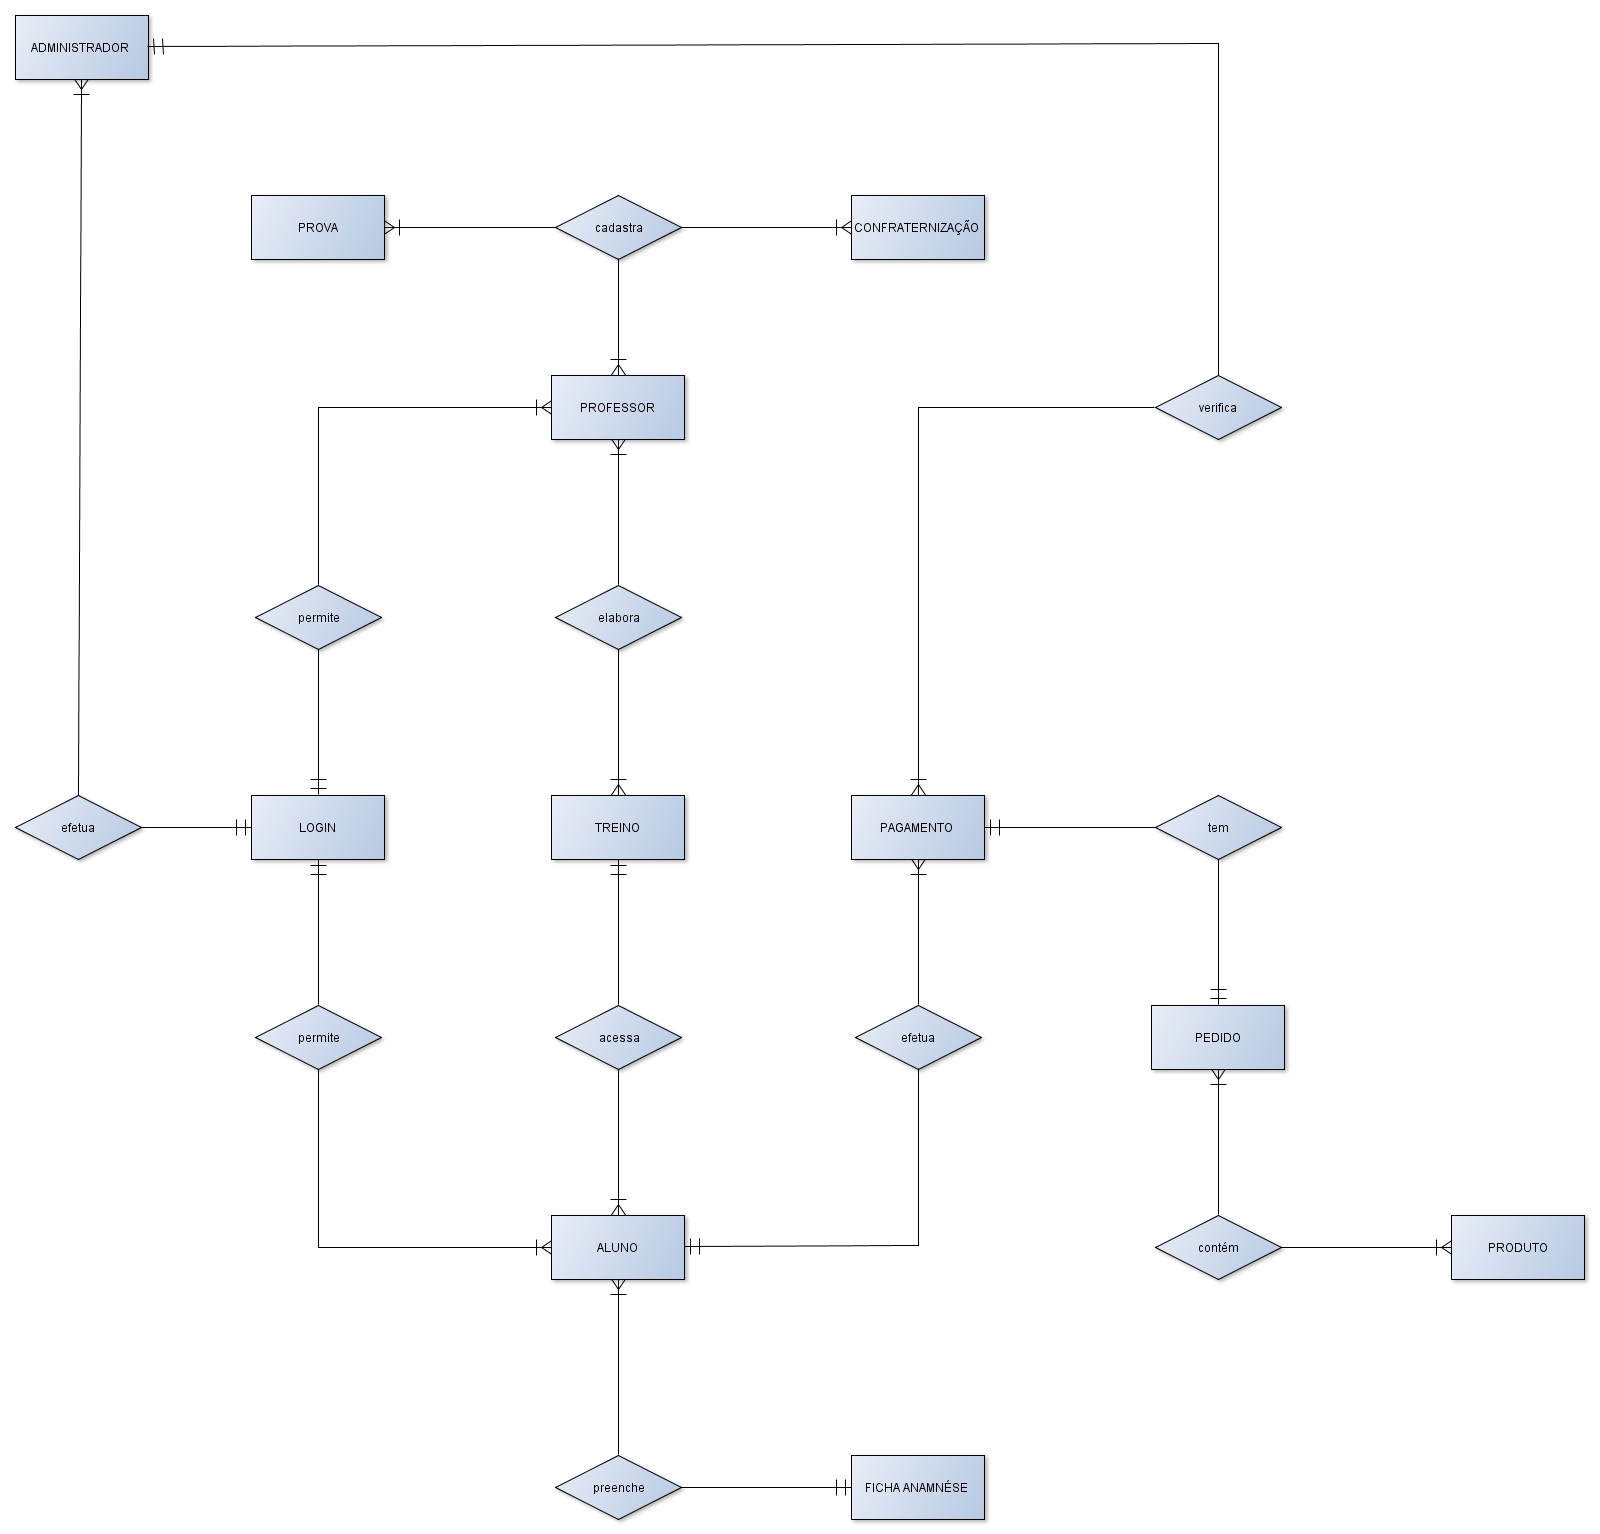 ADMINISTRADOR
PROVA
cadastra
CONFRATERNIZAÇÃO
PROFESSOR
verifica
permite
elabora
efetua
LOGIN
TREINO
PAGAMENTO
tem
permite
acessa
efetua
PEDIDO
ALUNO
contém
PRODUTO
preenche
FICHA ANAMNÉSE